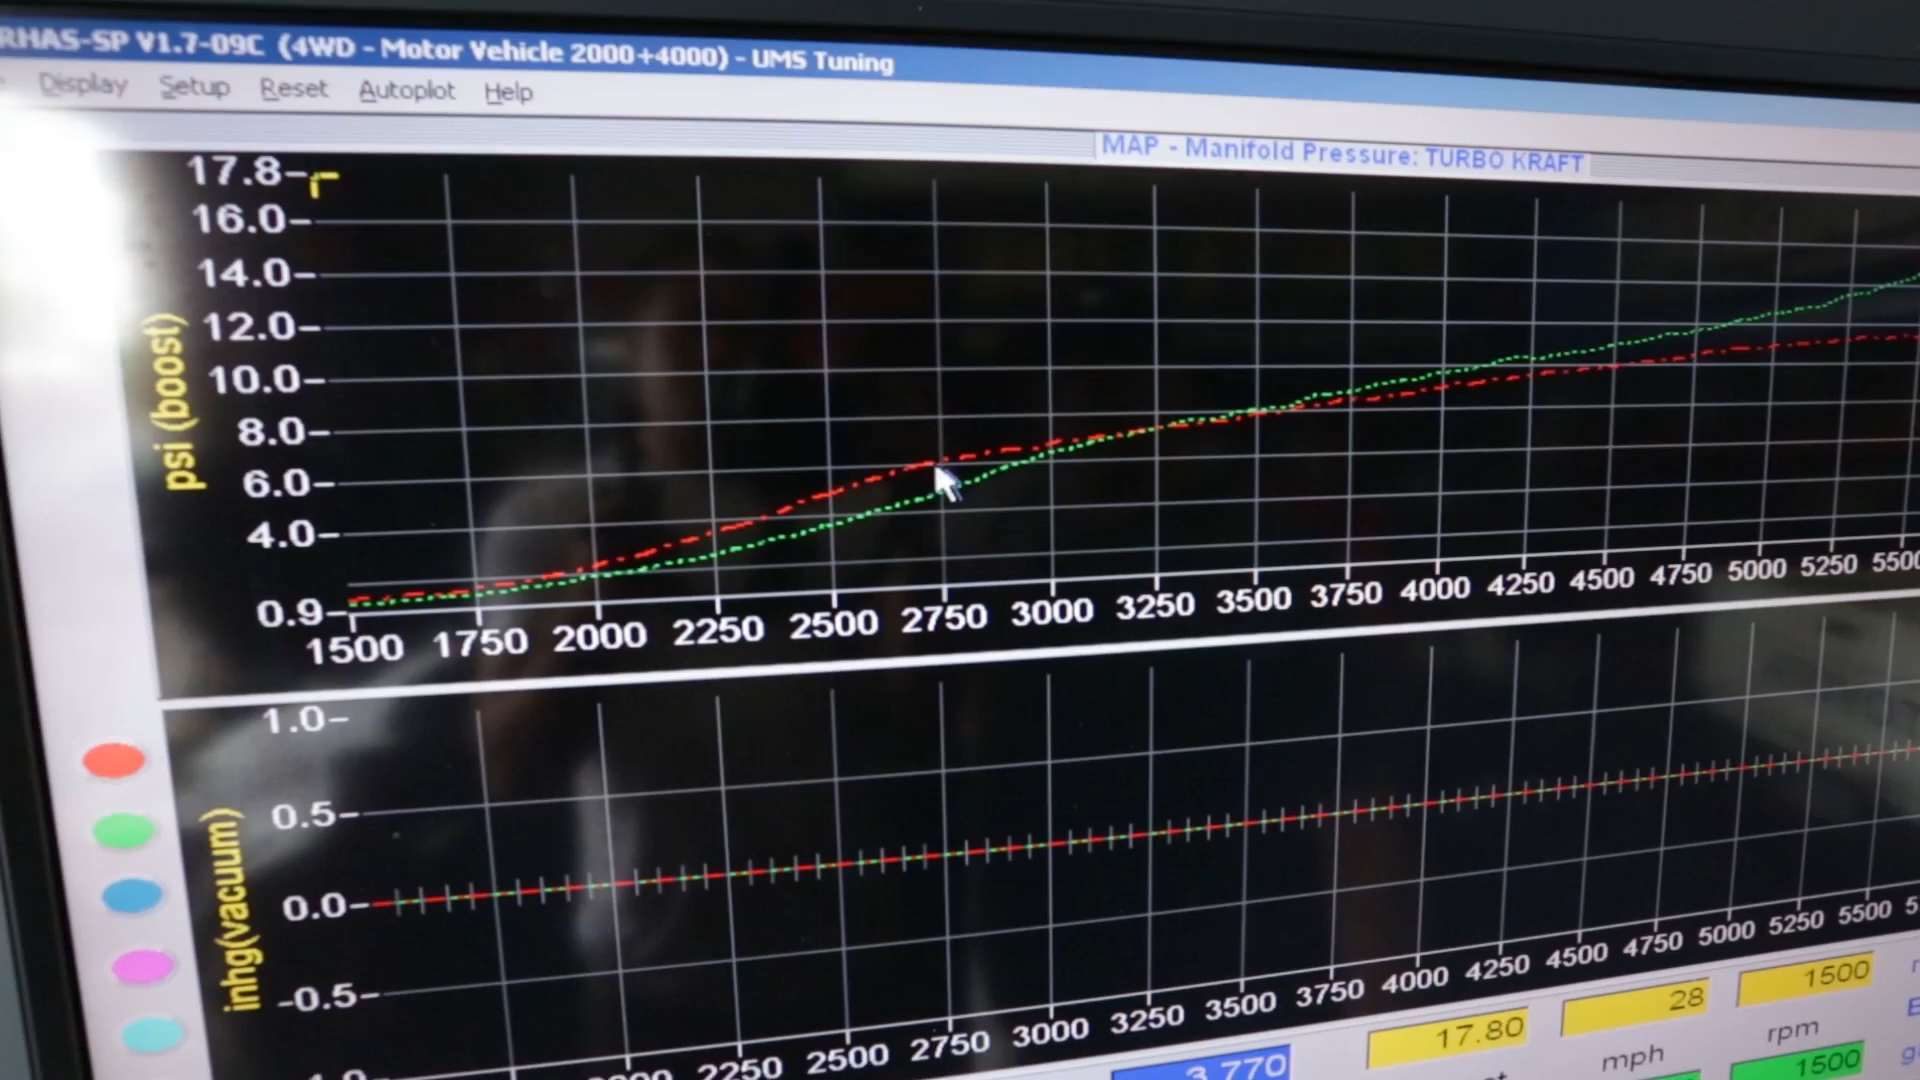 RHAS-SP V1.7-09C (4WD - Motor Vehicle 2000+4000) - UMS Tuning
Display Setup Reset Autoplot Help
MAP - Manifold Pressure: TURBO KRAFT
17.8
16.0
14.0
12.0
10.0
8.0
6.0
4.0
0.9
psi (boost)
1500 1750 2000 2250 2500 2750 3000 3250 3500 3750 4000 4250 4500 4750 5000 5250 5500
1.0
0.5
0.0
-0.5
inhg(vacuum)
2250 2500 2750 3000 3250 3500 3750 4000 4250 4500 4750 5000 5250 5500
3.770 17.80 28 1500
mph rpm
1500